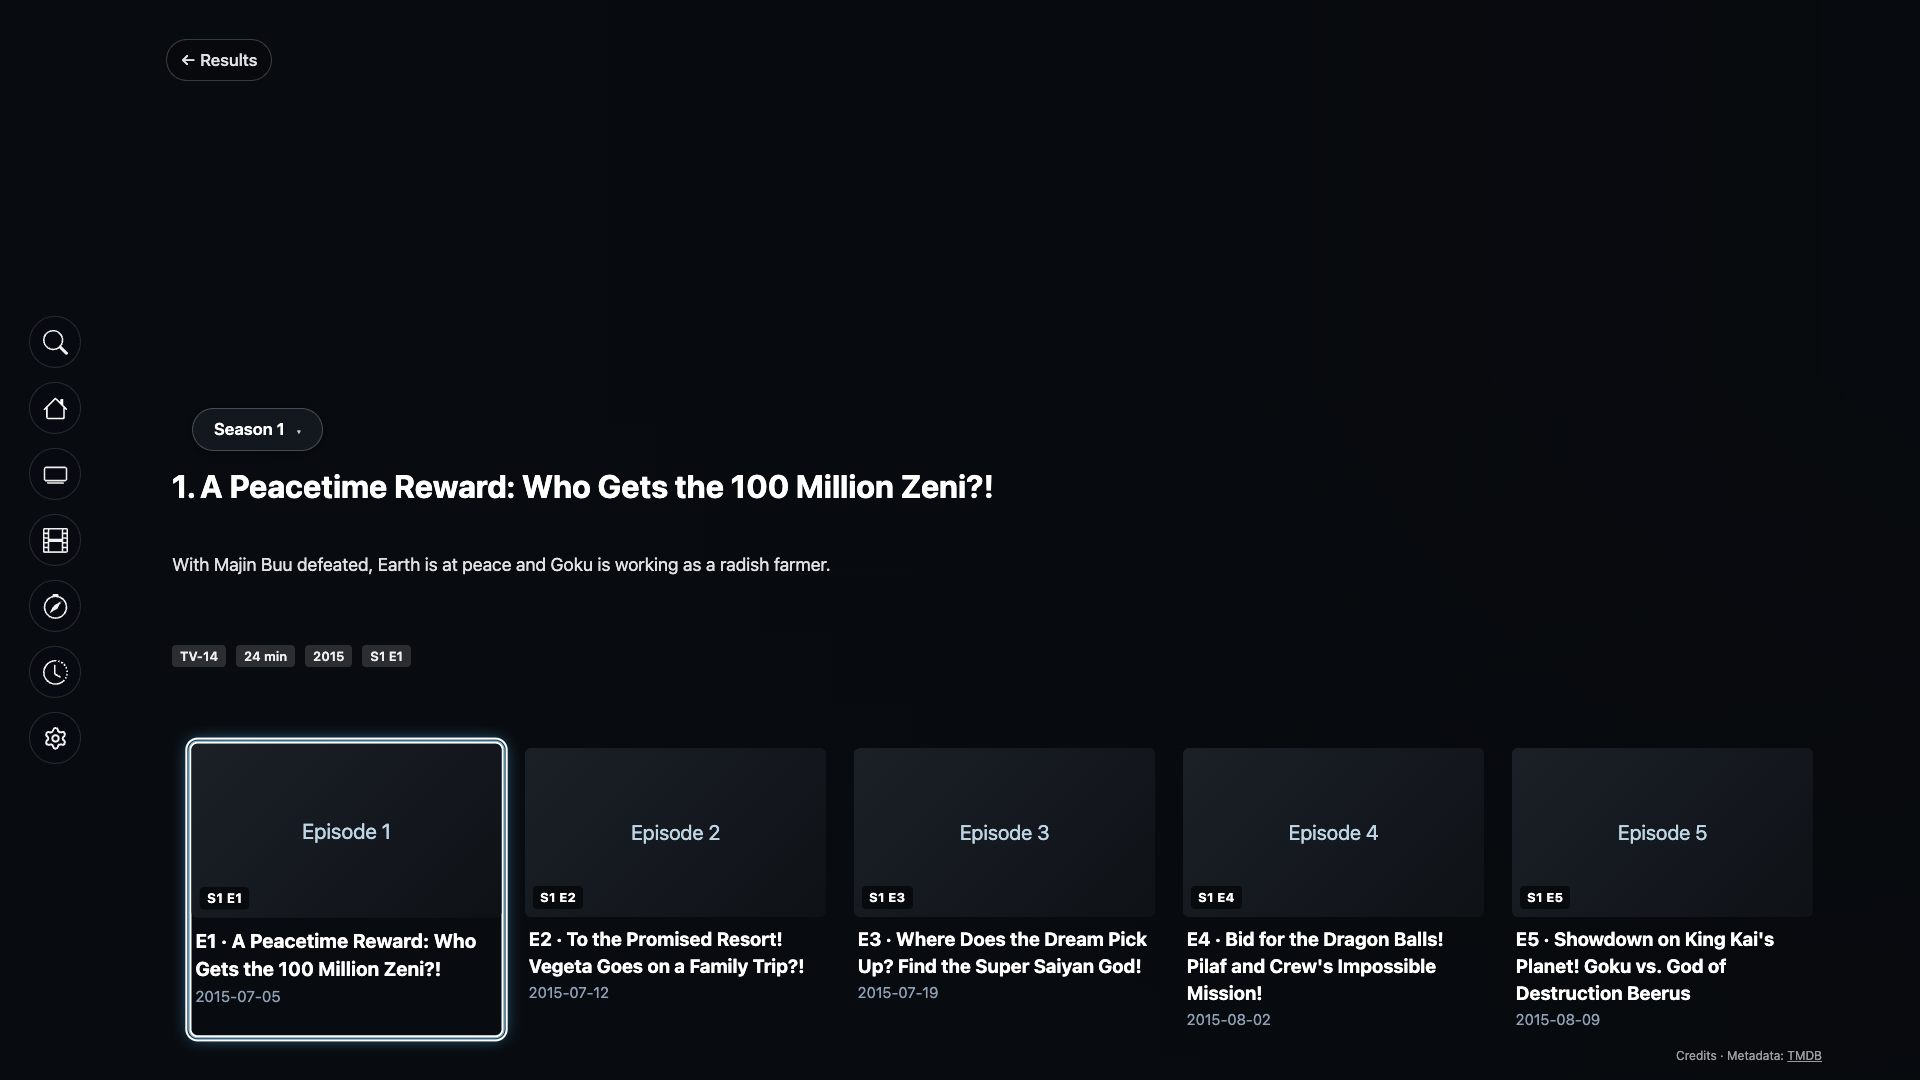 ← Results
Season 1
1. A Peacetime Reward: Who Gets the 100 Million Zeni?!
With Majin Buu defeated, Earth is at peace and Goku is working as a radish farmer.
TV-14 24 min 2015 S1 E1
Episode 1
S1 E1
E1 · A Peacetime Reward: Who
Gets the 100 Million Zeni?!
2015-07-05
Episode 2
S1 E2
E2 · To the Promised Resort!
Vegeta Goes on a Family Trip?!
2015-07-12
Episode 3
S1 E3
E3 · Where Does the Dream Pick
Up? Find the Super Saiyan God!
2015-07-19
Episode 4
S1 E4
E4 · Bid for the Dragon Balls!
Pilaf and Crew's Impossible
Mission!
2015-08-02
Episode 5
S1 E5
E5 · Showdown on King Kai's
Planet! Goku vs. God of
Destruction Beerus
2015-08-09
Credits · Metadata: TMDB